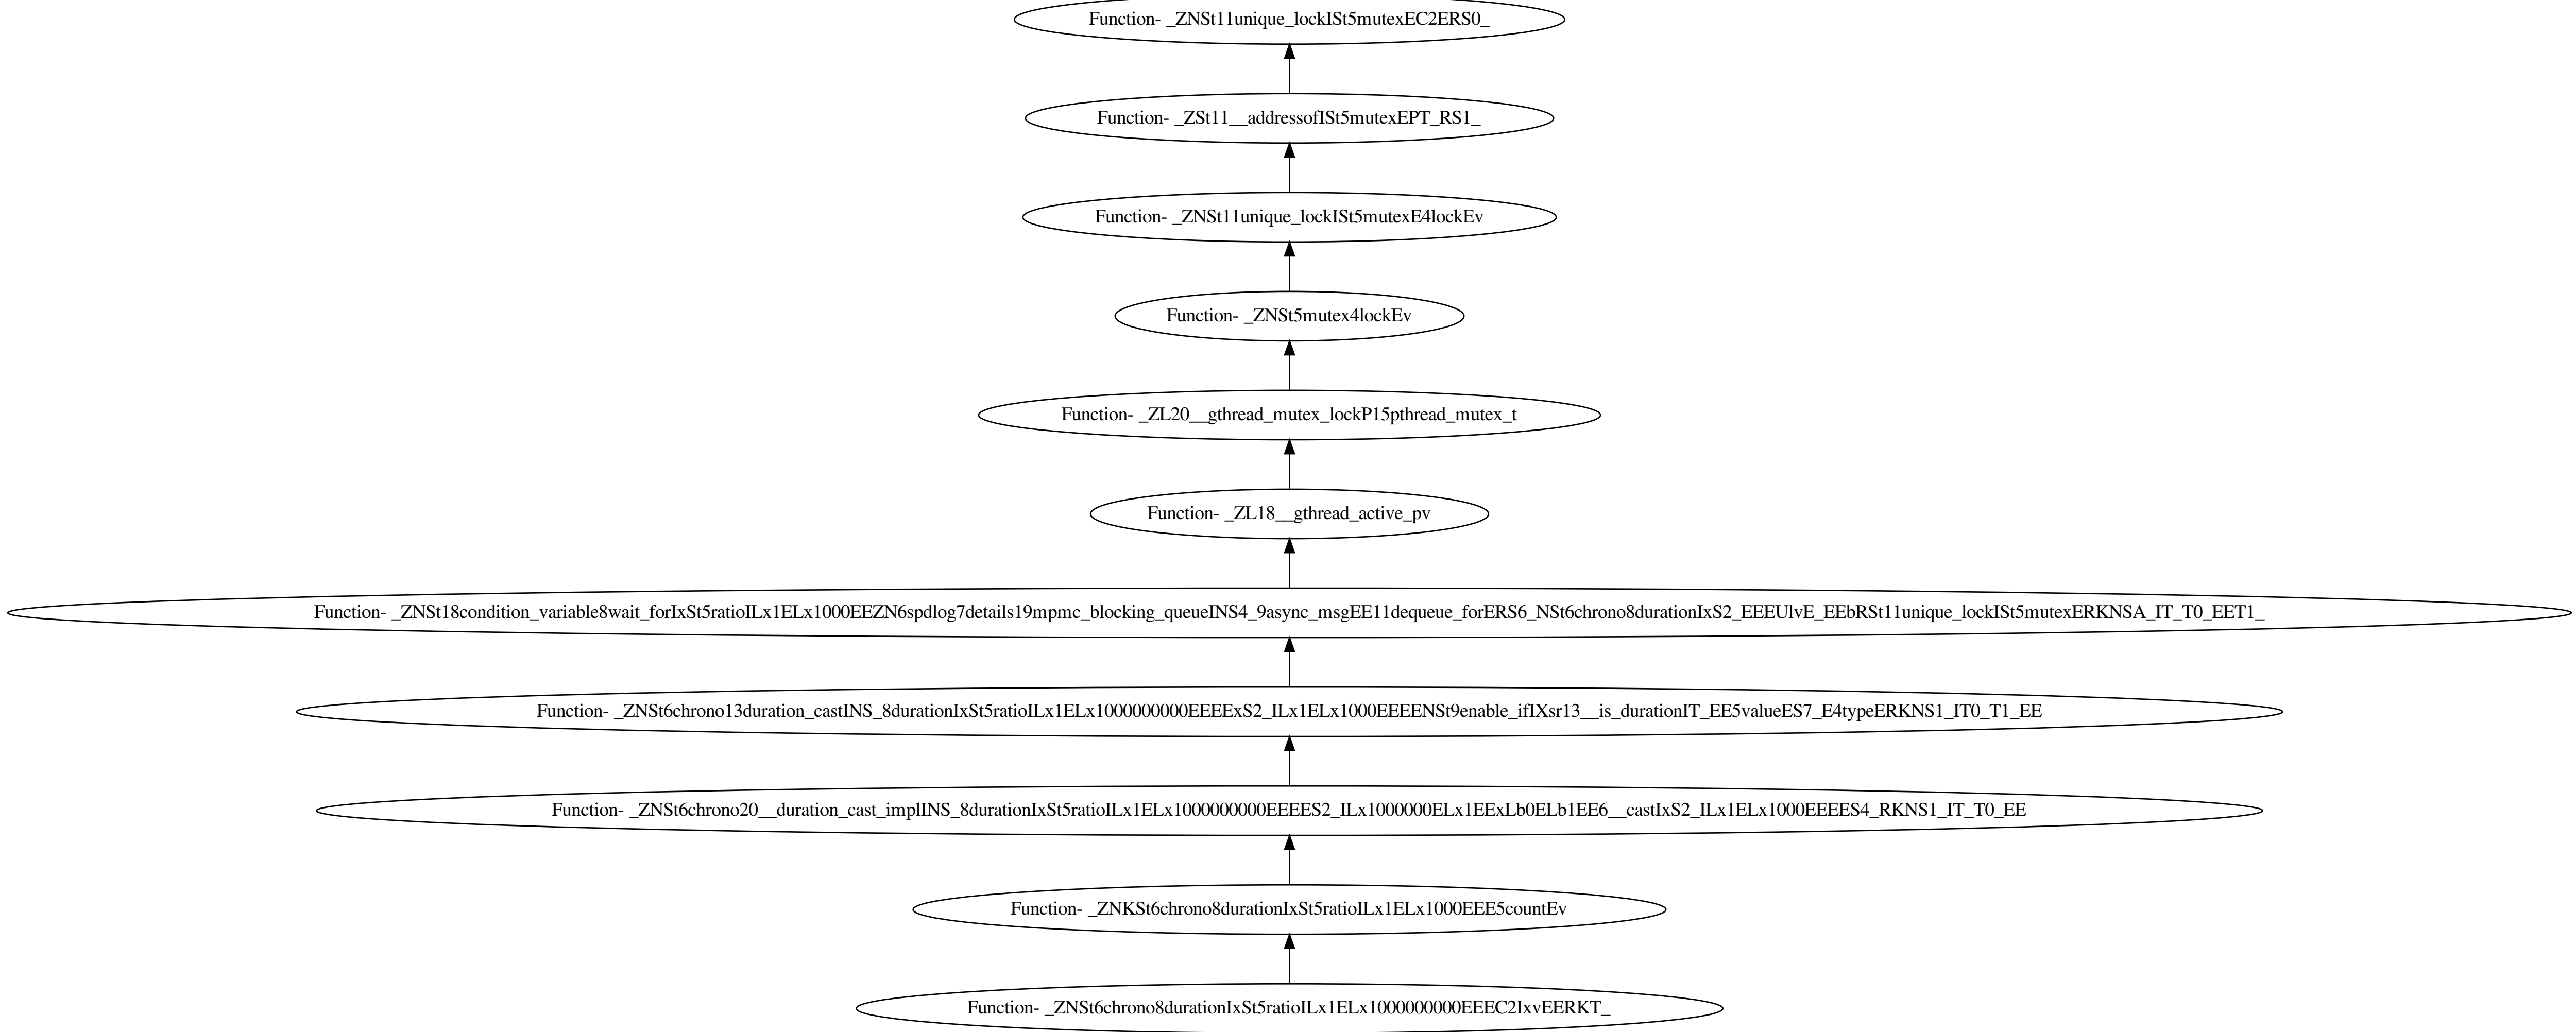 Function- _ZNSt11unique_lockISt5mutexEC2ERS0_
Function- _ZSt11__addressofISt5mutexEPT_RS1_
Function- _ZNSt11unique_lockISt5mutexE4lockEv
Function- _ZNSt5mutex4lockEv
Function- _ZL20__gthread_mutex_lockP15pthread_mutex_t
Function- _ZL18__gthread_active_pv
Function- _ZNSt18condition_variable8wait_forIxSt5ratioILx1ELx1000EEZN6spdlog7details19mpmc_blocking_queueINS4_9async_msgEE11dequeue_forERS6_NSt6chrono8durationIxS2_EEEUlvE_EEbRSt11unique_lockISt5mutexERKNSA_IT_T0_EET1_
Function- _ZNSt6chrono13duration_castINS_8durationIxSt5ratioILx1ELx1000000000EEEExS2_ILx1ELx1000EEEENSt9enable_ifIXsr13__is_durationIT_EE5valueES7_E4typeERKNS1_IT0_T1_EE
Function- _ZNSt6chrono20__duration_cast_implINS_8durationIxSt5ratioILx1ELx1000000000EEEES2_ILx1000000ELx1EExLb0ELb1EE6__castIxS2_ILx1ELx1000EEEES4_RKNS1_IT_T0_EE
Function- _ZNKSt6chrono8durationIxSt5ratioILx1ELx1000EEE5countEv
Function- _ZNSt6chrono8durationIxSt5ratioILx1ELx1000000000EEEC2IxvEERKT_